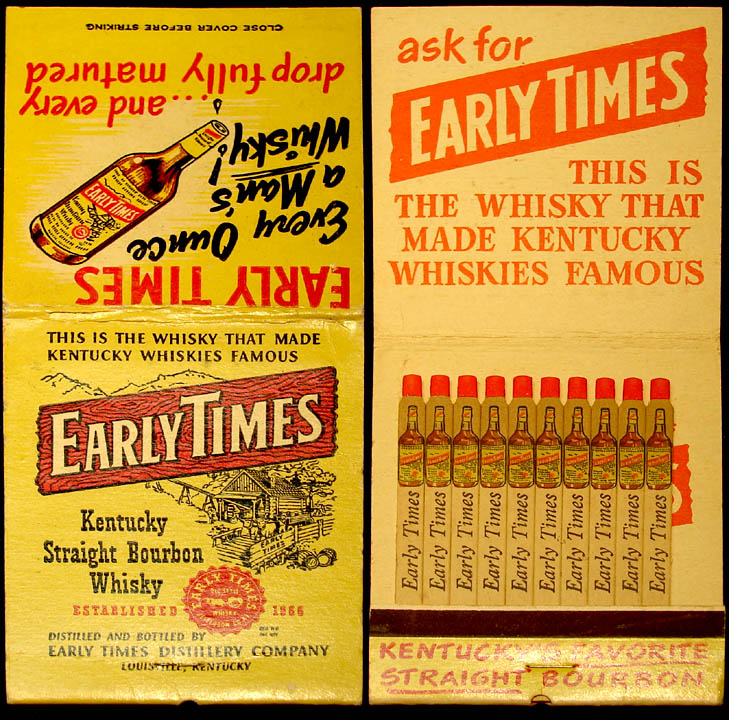 EARLY TIMES
Every Ounce
a Man's
Whisky!
...and every
drop fully matured
CLOSE COVER BEFORE STRIKING
EARLY TIMES
THIS IS THE WHISKY THAT MADE
KENTUCKY WHISKIES FAMOUS
EARLY TIMES
EARLY TIMES
Kentucky
Straight Bourbon
Whisky
EARLY TIMES
ESTABLISHED
DISTILLED AND BOTTLED BY
EARLY TIMES DISTILLERY COMPANY
LOUISVILLE, KENTUCKY
ask for
EARLY TIMES
THIS IS
THE WHISKY THAT
MADE KENTUCKY
WHISKIES FAMOUS
Early Times
Early Times
Early Times
Early Times
Early Times
Early Times
Early Times
Early Times
Early Times
Early Times
KENTUCKY'S FAVORITE
STRAIGHT BOURBON